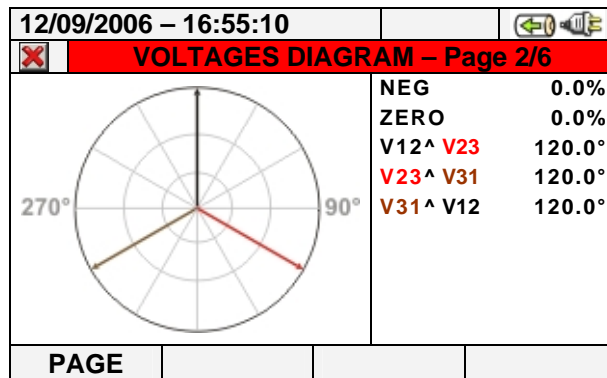 12/09/2006 – 16:55:10
VOLTAGES DIAGRAM – Page 2/6
NEG 0.0%
ZERO 0.0%
V12^ V23 120.0°
V23^ V31 120.0°
V31^ V12 120.0°
270° 90°
PAGE